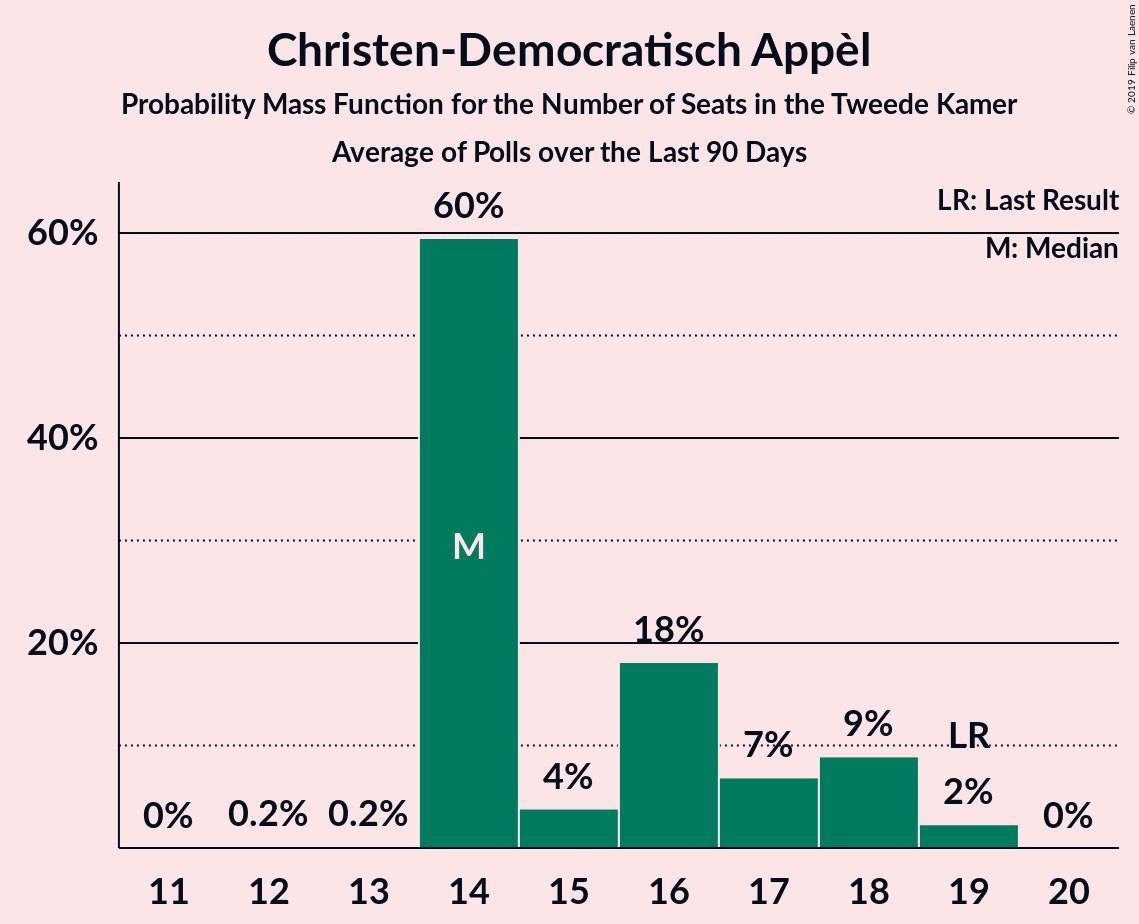 Christen-Democratisch Appèl
Probability Mass Function for the Number of Seats in the Tweede Kamer
Average of Polls over the Last 90 Days
© 2019 Filip van Laenen
LR: Last Result
M: Median
60%
40%
20%
0%
0.2%
0.2%
60%
M
4%
18%
7%
9%
LR
2%
0%
11 12 13 14 15 16 17 18 19 20